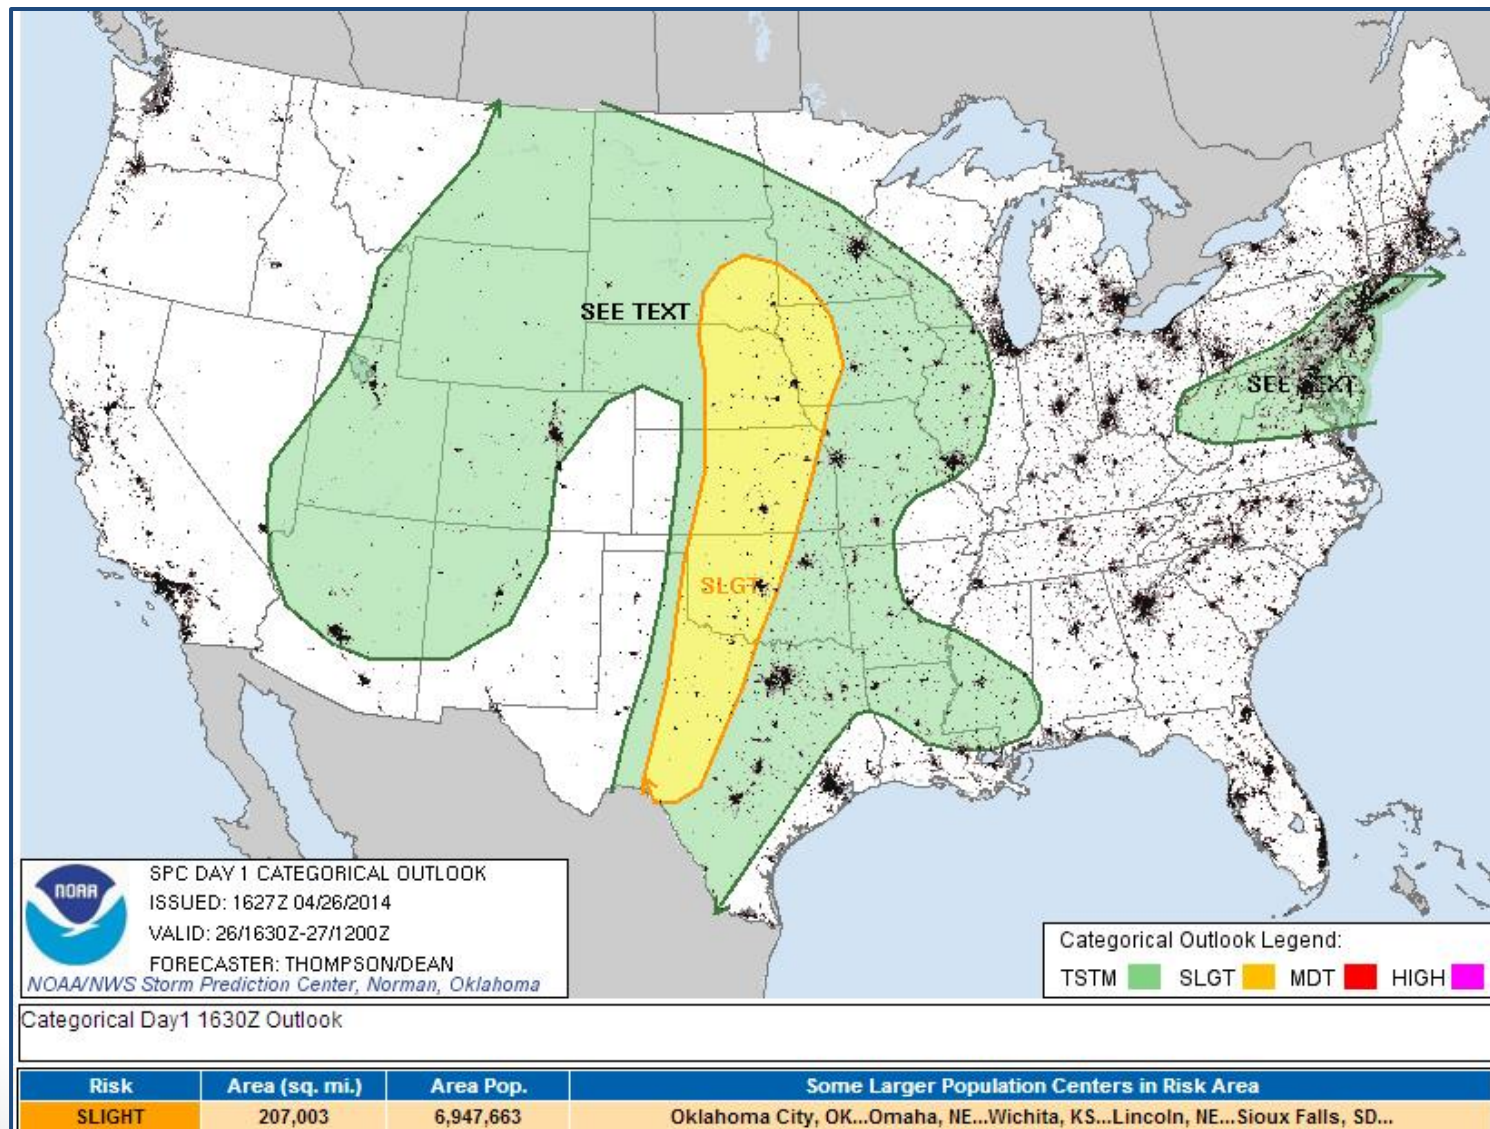 SEE TEXT
SEE TEXT
SLGT
NOAA
SPC DAY 1 CATEGORICAL OUTLOOK
ISSUED: 1627Z 04/26/2014
VALID: 26/1630Z-27/1200Z
FORECASTER: THOMPSON/DEAN
NOAA/NWS Storm Prediction Center, Norman, Oklahoma
Categorical Outlook Legend:
TSTM SLGT MDT HIGH
Categorical Day1 1630Z Outlook
Risk Area (sq. mi.) Area Pop. Some Larger Population Centers in Risk Area
SLIGHT 207,003 6,947,663 Oklahoma City, OK...Omaha, NE...Wichita, KS...Lincoln, NE...Sioux Falls, SD...